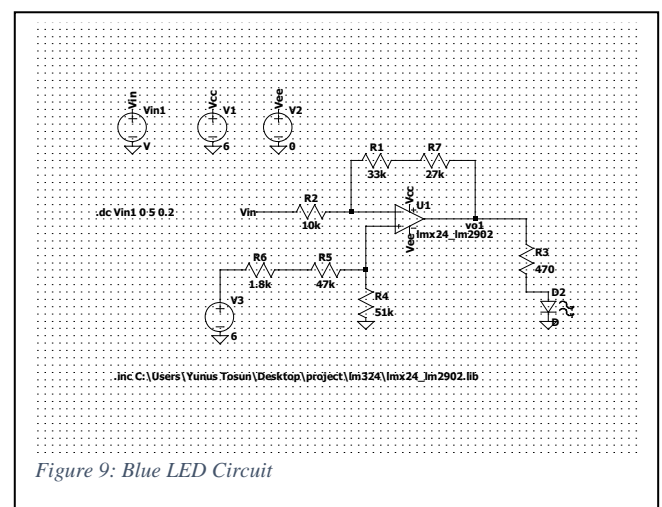 Vin
Vin1
V
Vcc
V1
6
Vee
V2
0
R1
33k
R7
27k
.dc Vin1 0 5 0.2
Vin
R2
10k
Vcc
U1
vo1
lmx24_lm2902
Vee
R3
470
R6
1.8k
R5
47k
R4
51k
V3
6
D2
D
.inc C:\Users\Yunus Tosun\Desktop\project\lm324\lmx24_lm2902.lib
Figure 9: Blue LED Circuit